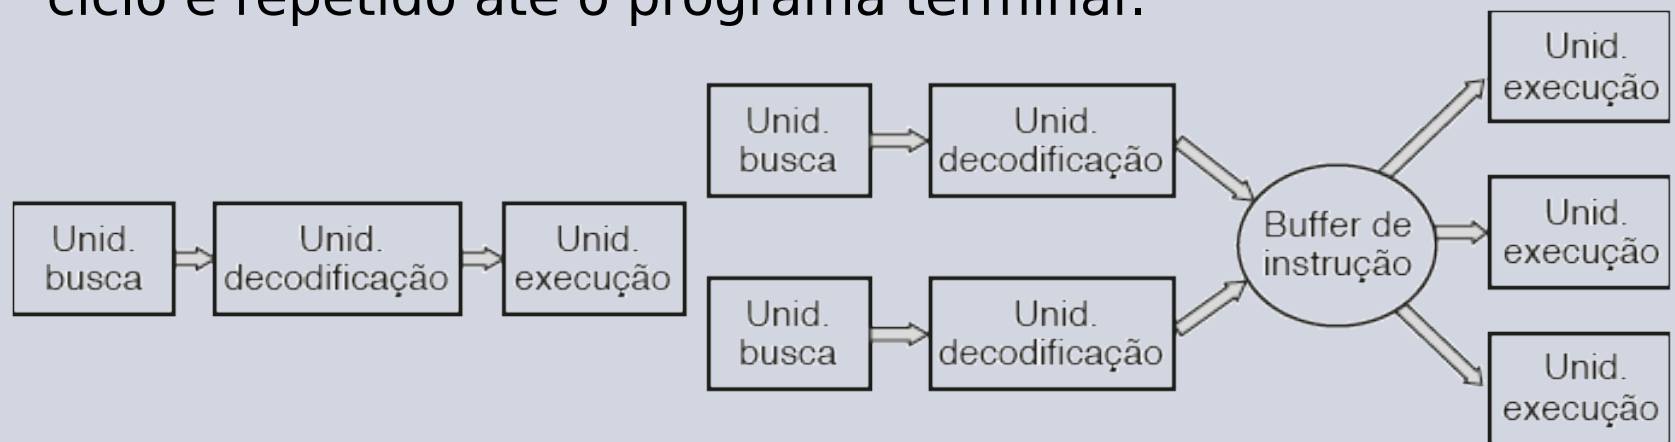 ciclo é repetido até o programa terminar.
Unid.
busca
Unid.
decodificação
Unid.
execução
Unid.
busca
Unid.
decodificação
Unid.
busca
Unid.
decodificação
Buffer de
instrução
Unid.
execução
Unid.
execução
Unid.
execução